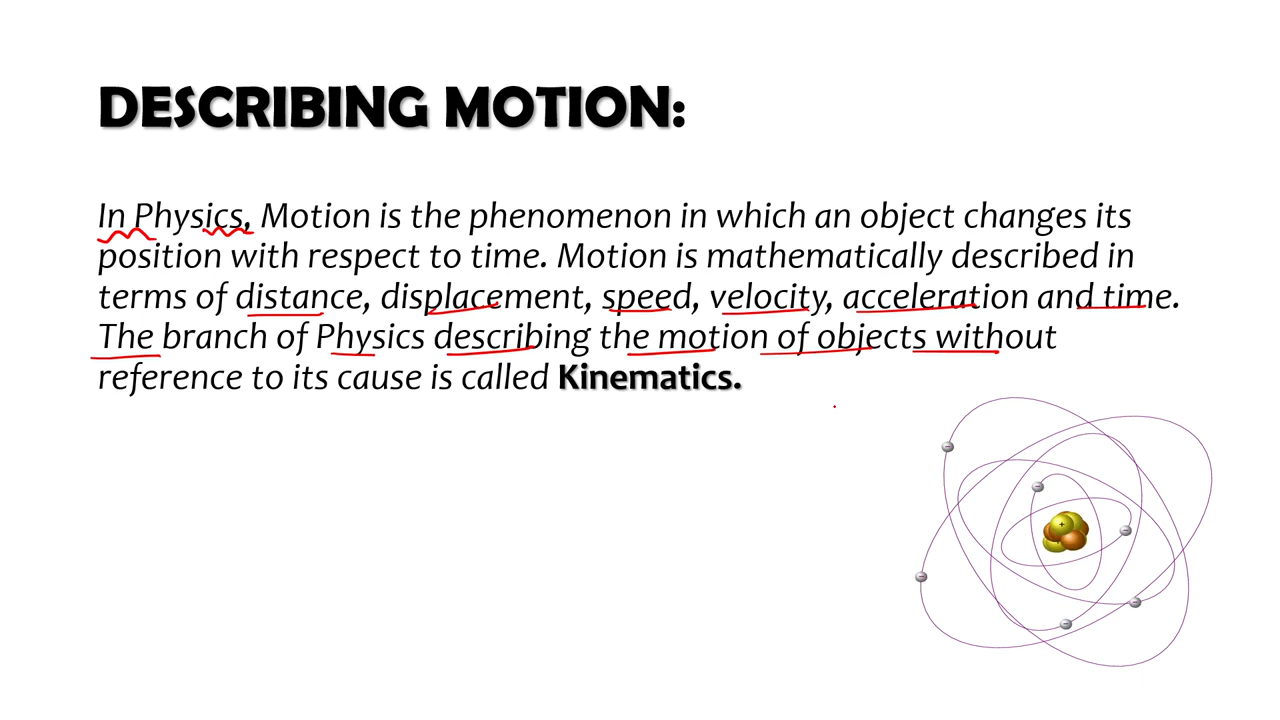 DESCRIBING MOTION:
In Physics, Motion is the phenomenon in which an object changes its
position with respect to time. Motion is mathematically described in
terms of distance, displacement, speed, velocity, acceleration and time.
The branch of Physics describing the motion of objects without
reference to its cause is called Kinematics.